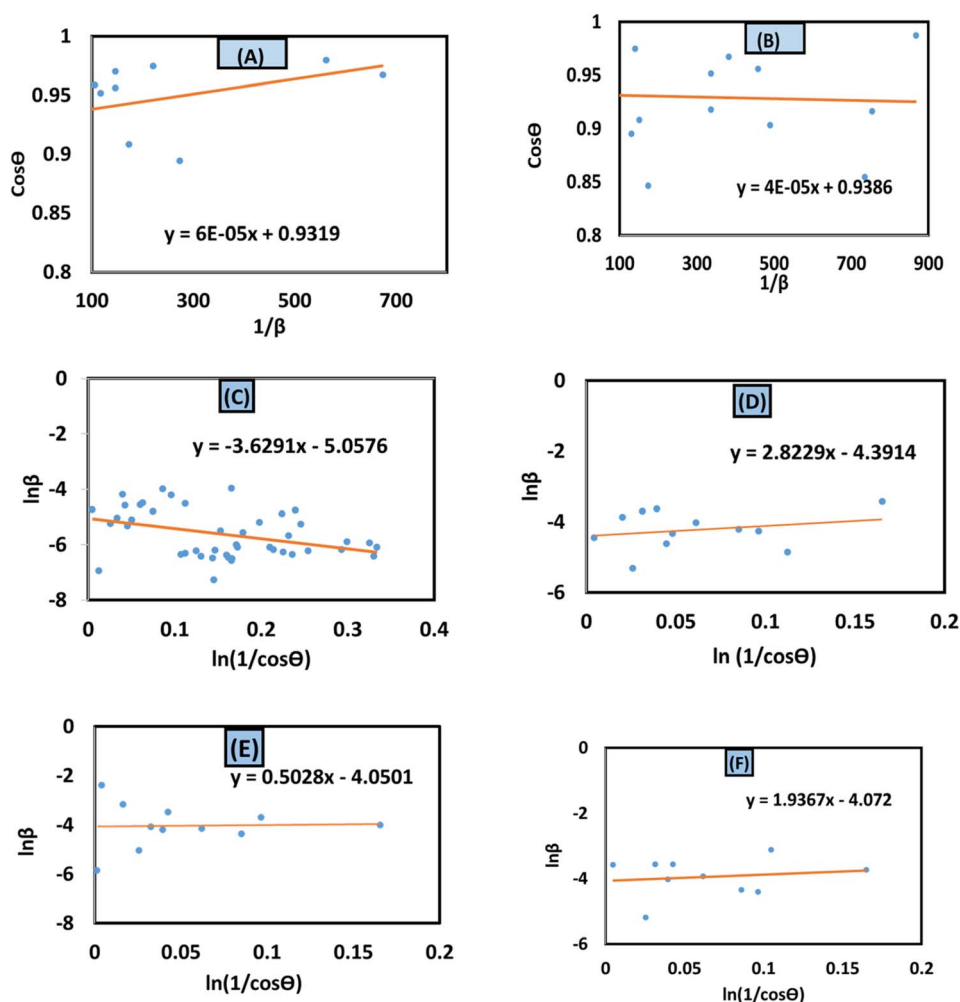 (A)
1
0.95
0.9
0.85
0.8
CosƟ
y = 6E-05x + 0.9319
100 300 500 700
1/β
(B)
1
0.95
0.9
0.85
0.8
CosƟ
y = 4E-05x + 0.9386
100 300 500 700 900
1/β
(C)
0
-2
-4
-6
-8
lnβ
y = -3.6291x - 5.0576
0 0.1 0.2 0.3 0.4
ln(1/cosƟ)
(D)
0
-2
-4
-6
lnβ
y = 2.8229x - 4.3914
0 0.05 0.1 0.15 0.2
ln (1/cosƟ)
(E)
0
-2
-4
-6
-8
lnβ
y = 0.5028x - 4.0501
0 0.05 0.1 0.15 0.2
ln(1/cosƟ)
(F)
0
-2
-4
-6
lnβ
y = 1.9367x - 4.072
0 0.05 0.1 0.15 0.2
ln(1/cosƟ)